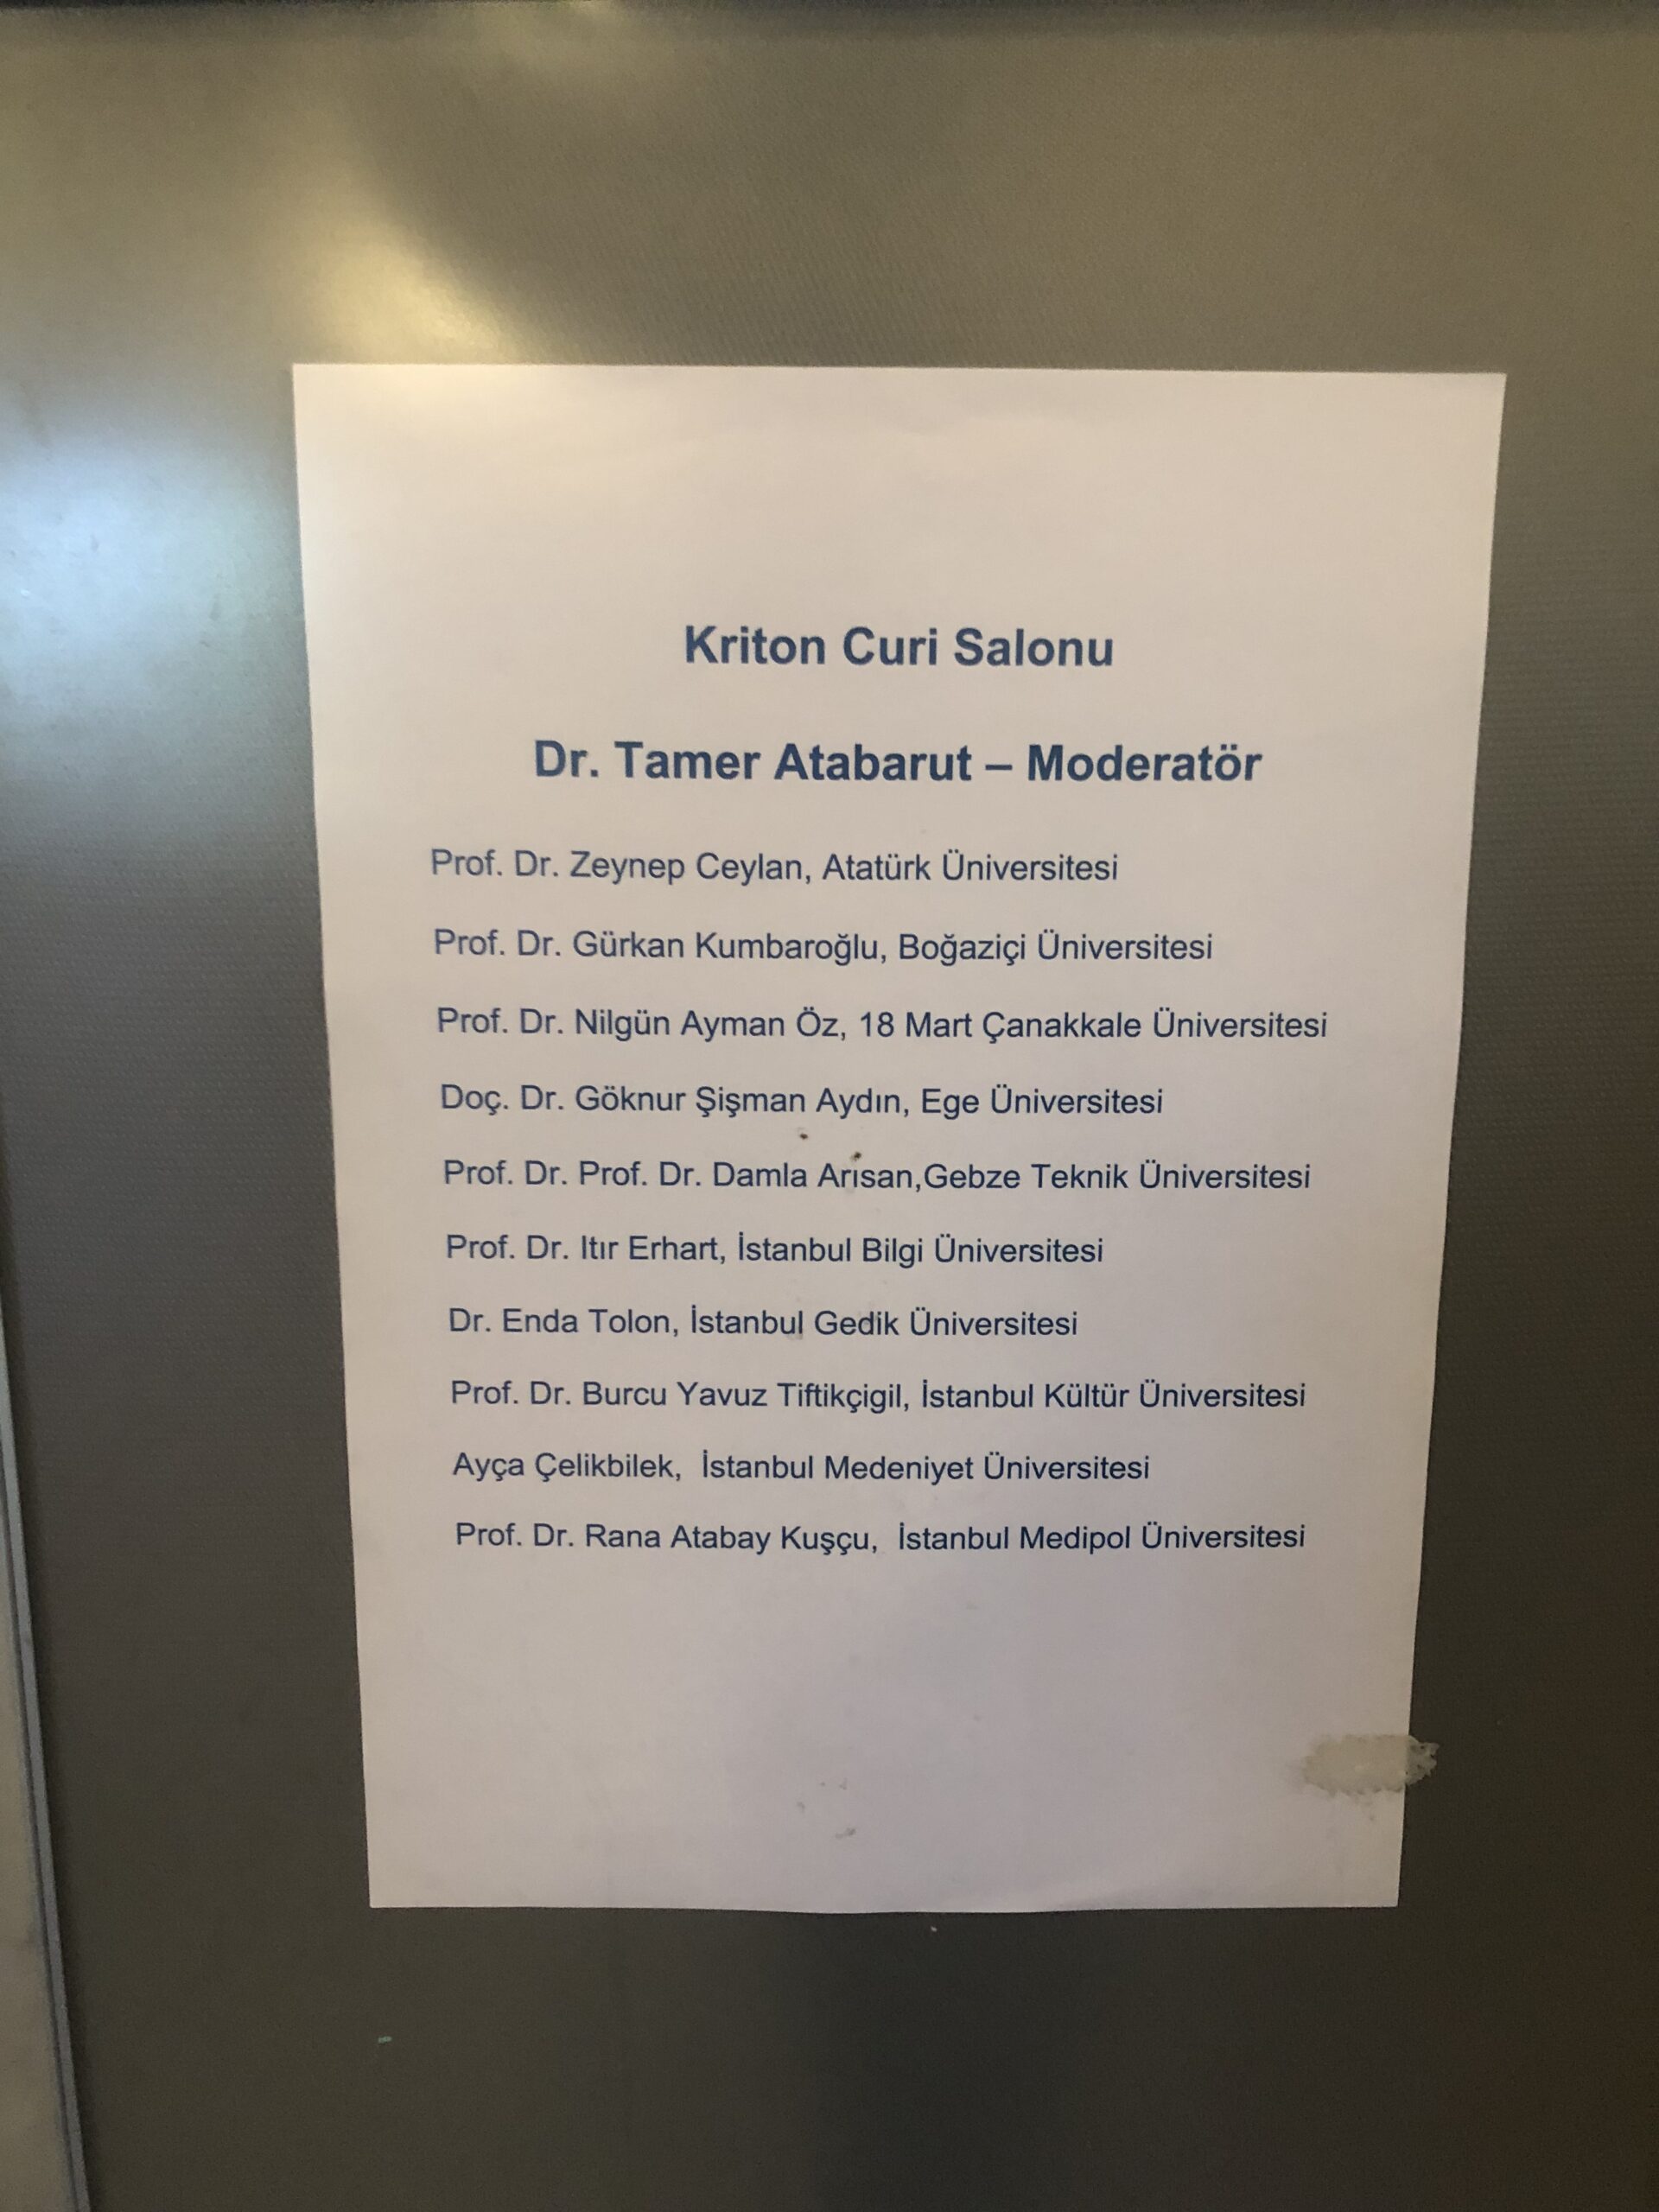 Kriton Curi Salonu
Dr. Tamer Atabarut – Moderatör
Prof. Dr. Zeynep Ceylan, Atatürk Üniversitesi
Prof. Dr. Gürkan Kumbaroğlu, Boğaziçi Üniversitesi
Prof. Dr. Nilgün Ayman Öz, 18 Mart Çanakkale Üniversitesi
Doç. Dr. Göknur Şişman Aydın, Ege Üniversitesi
Prof. Dr. Prof. Dr. Damla Arısan,Gebze Teknik Üniversitesi
Prof. Dr. Itır Erhart, İstanbul Bilgi Üniversitesi
Dr. Enda Tolon, İstanbul Gedik Üniversitesi
Prof. Dr. Burcu Yavuz Tiftikçigil, İstanbul Kültür Üniversitesi
Ayça Çelikbilek,  İstanbul Medeniyet Üniversitesi
Prof. Dr. Rana Atabay Kuşçu,  İstanbul Medipol Üniversitesi